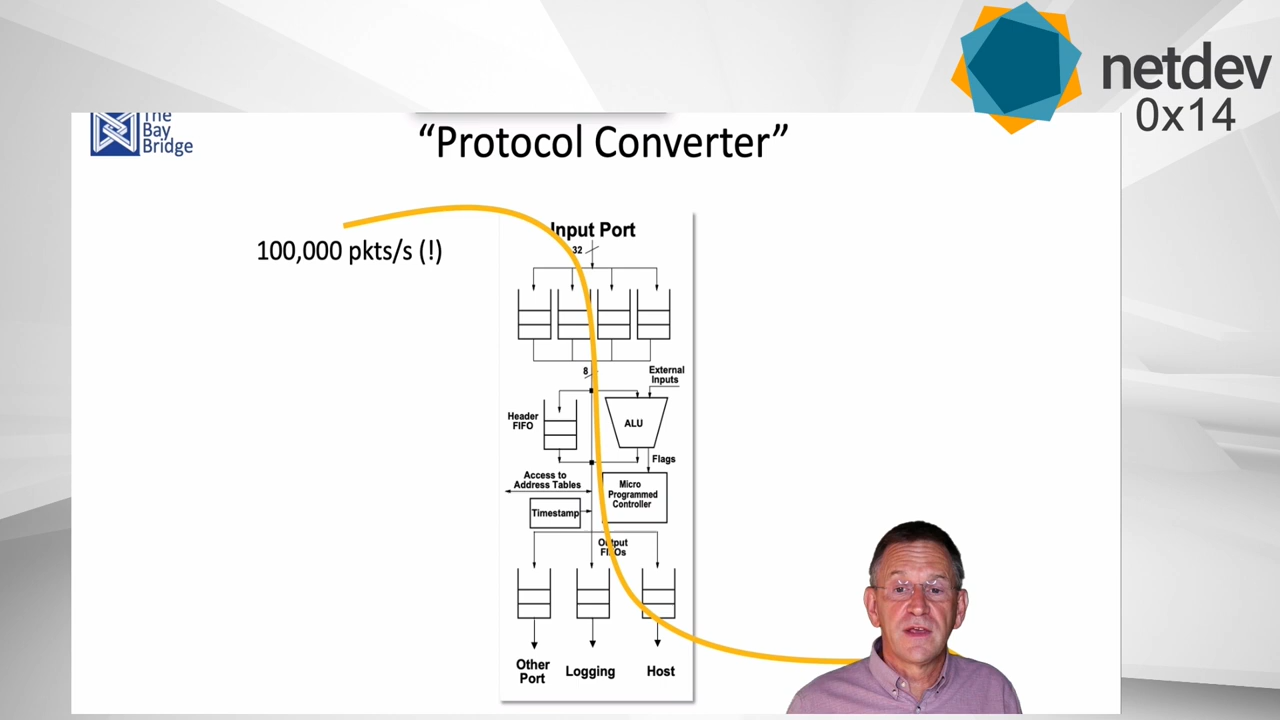 netdev
0x14
The
Bay
Bridge
“Protocol Converter”
100,000 pkts/s (!)
Input Port
32
8
External
Inputs
Header
FIFO
ALU
Flags
Access to
Address Tables
Micro
Programmed
Controller
Timestamp
Output
FIFOs
Other
Port
Logging
Host